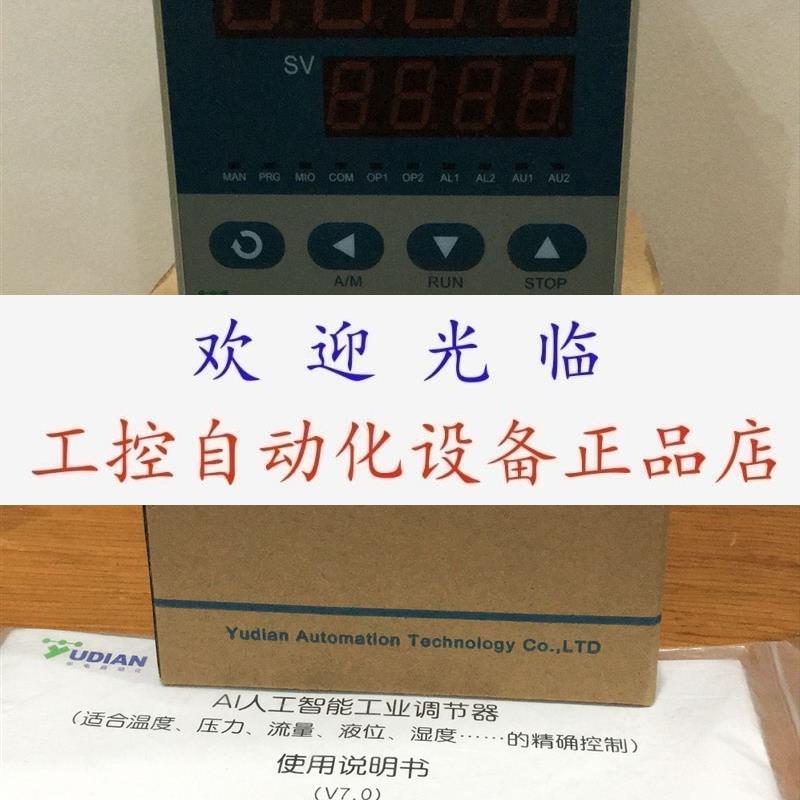 SV
MAN PRG MIO COM OP1 OP2 AL1 AL2 AU1 AU2
A/M RUN STOP
欢迎光临
工控自动化设备正品店
Yudian Automation Technology Co.,LTD
YUDIAN
AI人工智能工业调节器
(适合温度、压力、流量、液位、湿度……的精确控制)
使用说明书
(V7.0)